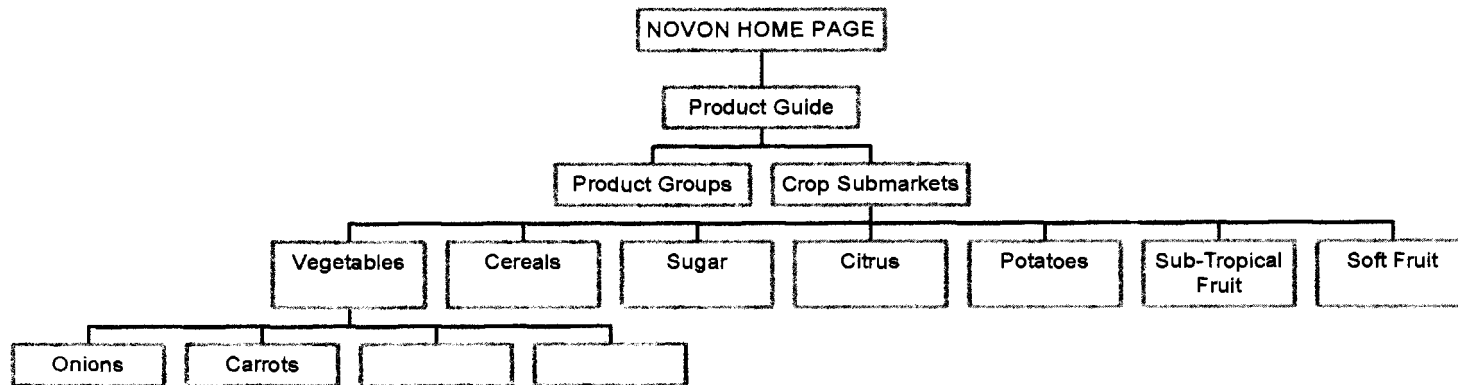 NOVON HOME PAGE
Product Guide
Product Groups
Crop Submarkets
Vegetables
Cereals
Sugar
Citrus
Potatoes
Sub-Tropical
Fruit
Soft Fruit
Onions
Carrots